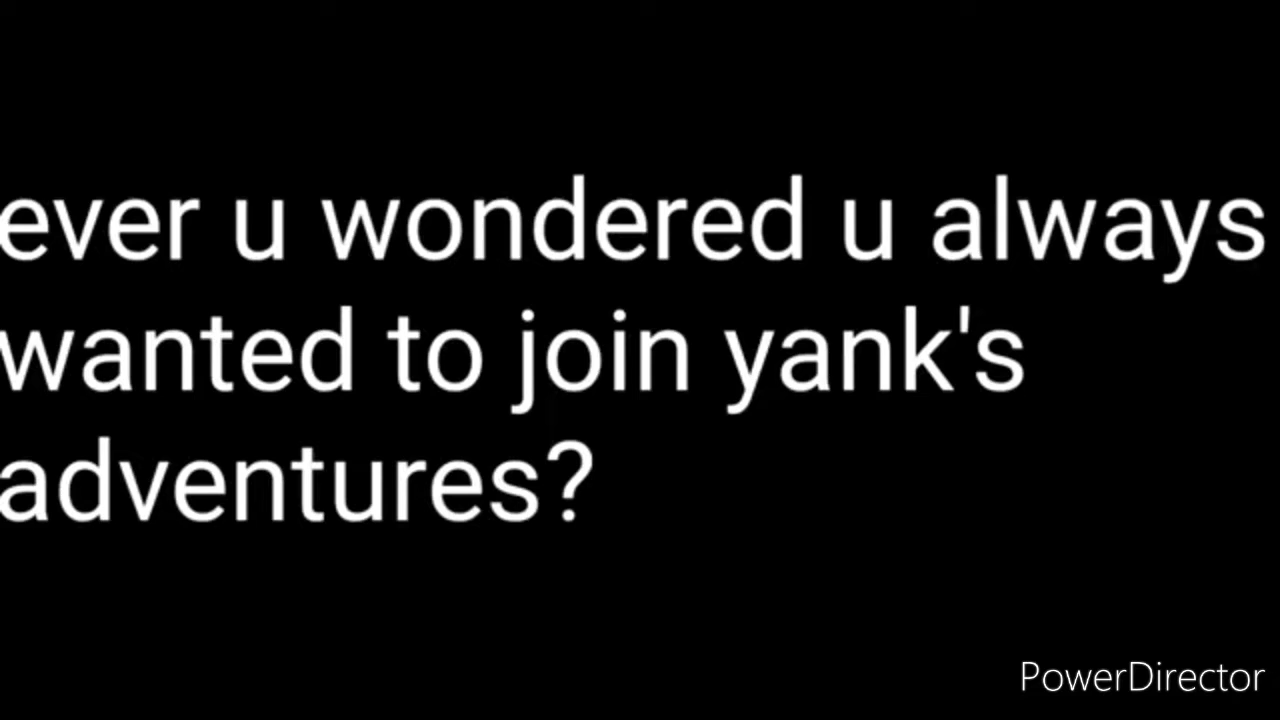 ever u wondered u always
wanted to join yank's
adventures?
PowerDirector